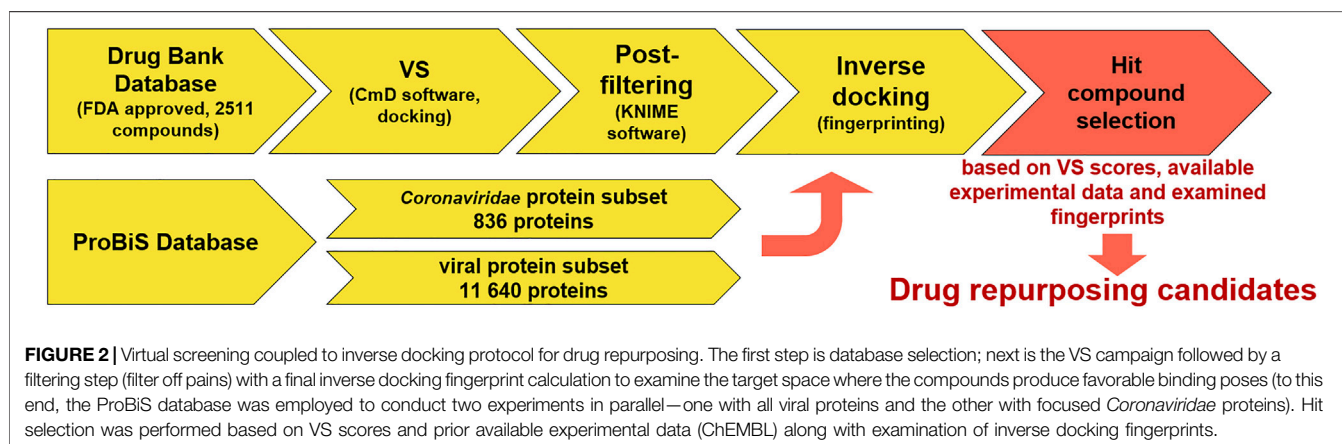 Drug Bank
Database
(FDA approved, 2511
compounds)
VS
(CmD software,
docking)
Post-
filtering
(KNIME
software)
Inverse
docking
(fingerprinting)
Hit
compound
selection
ProBiS Database
Coronaviridae protein subset
836 proteins
viral protein subset
11 640 proteins
based on VS scores, available
experimental data and examined
fingerprints
Drug repurposing candidates
FIGURE 2 | Virtual screening coupled to inverse docking protocol for drug repurposing. The first step is database selection; next is the VS campaign followed by a
filtering step (filter off pains) with a final inverse docking fingerprint calculation to examine the target space where the compounds produce favorable binding poses (to this
end, the ProBiS database was employed to conduct two experiments in parallel—one with all viral proteins and the other with focused Coronaviridae proteins). Hit
selection was performed based on VS scores and prior available experimental data (ChEMBL) along with examination of inverse docking fingerprints.